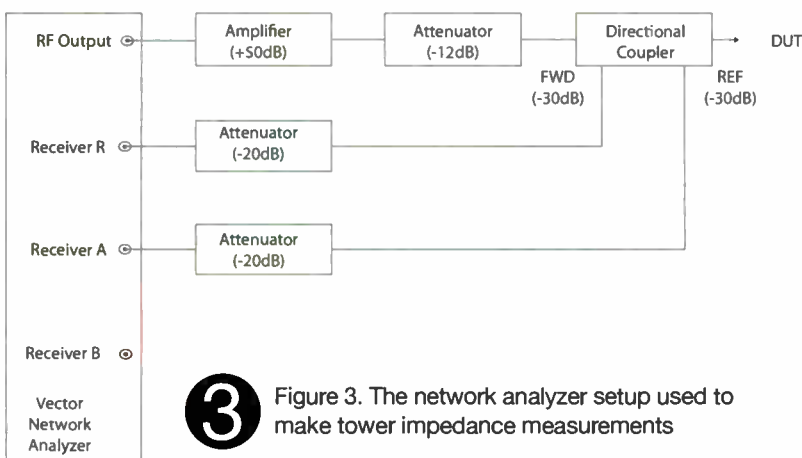 RF Output
Amplifier
(+50dB)
Attenuator
(-12dB)
Directional
Coupler
DUT
FWD
(-30dB)
REF
(-30dB)
Receiver R
Attenuator
(-20dB)
Receiver A
Attenuator
(-20dB)
Receiver B
Vector
Network
Analyzer
3
Figure 3. The network analyzer setup used to
make tower impedance measurements